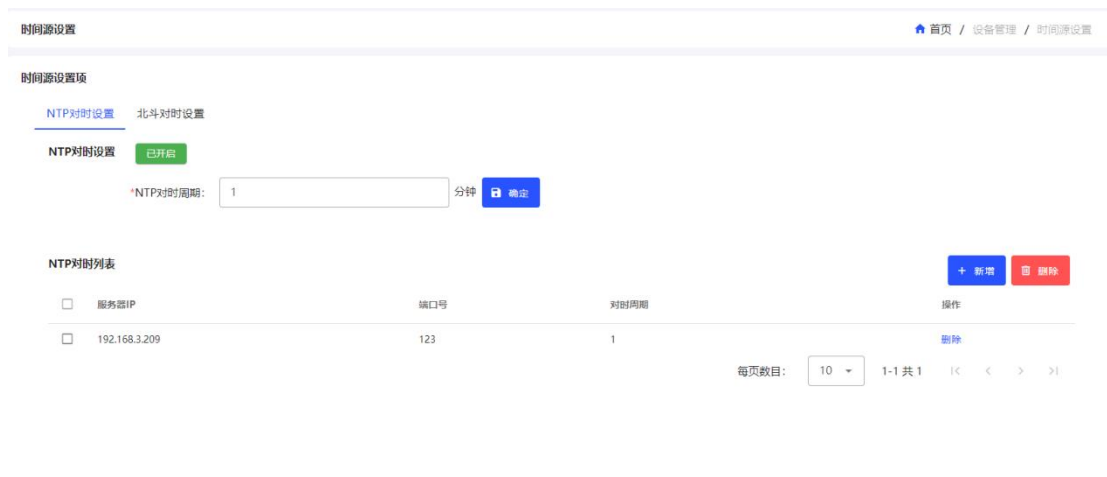 时间源设置
首页 / 设备管理 / 时间源设置
时间源设置项
NTP对时设置 北斗对时设置
NTP对时设置 已开启
*NTP对时周期: 1 分钟 确定
NTP对时列表 + 新增 删除
服务器IP 端口号 对时周期 操作
192.168.3.209 123 1 删除
每页数目: 10 1-1 共 1